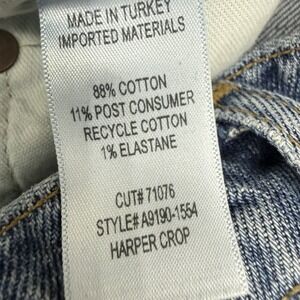 MADE IN TURKEY
IMPORTED MATERIALS
88% COTTON
11% POST CONSUMER
RECYCLE COTTON
1% ELASTANE
CUT# 71076
STYLE# A9190-1554
HARPER CROP